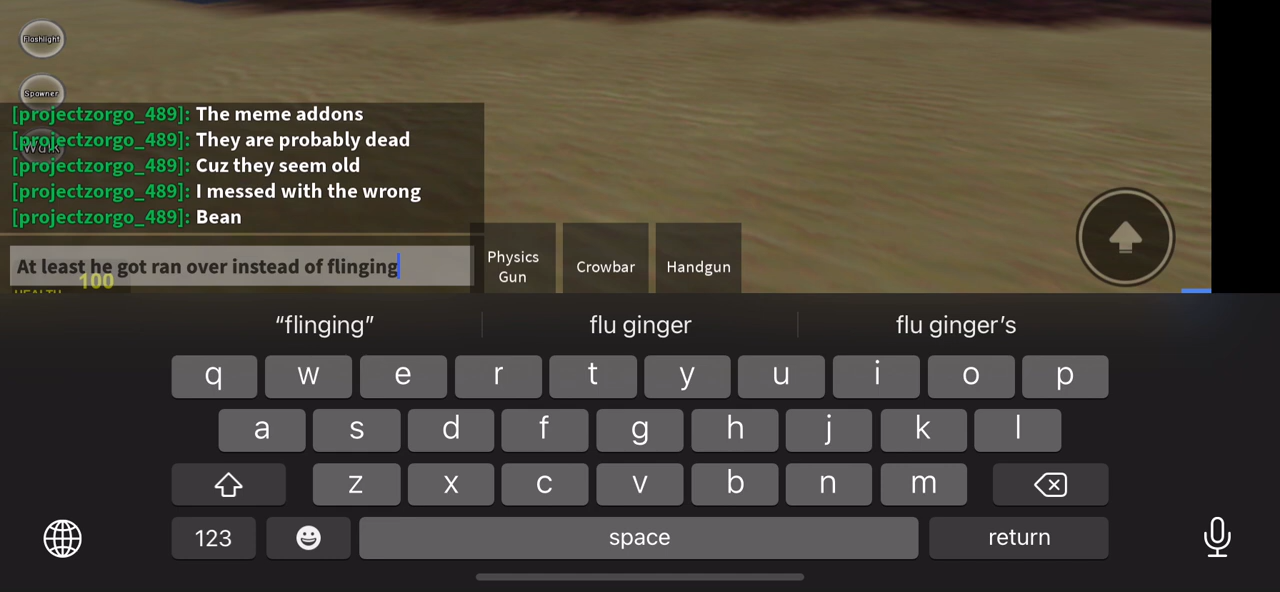 Flashlight
Spawner
Walk
[projectzorgo_489]: The meme addons
[projectzorgo_489]: They are probably dead
[projectzorgo_489]: Cuz they seem old
[projectzorgo_489]: I messed with the wrong
[projectzorgo_489]: Bean
At least he got ran over instead of flinging
HEALTH 100
Physics
Gun
Crowbar
Handgun
“flinging” flu ginger flu ginger’s
q w e r t y u i o p
a s d f g h j k l
z x c v b n m
123 space return